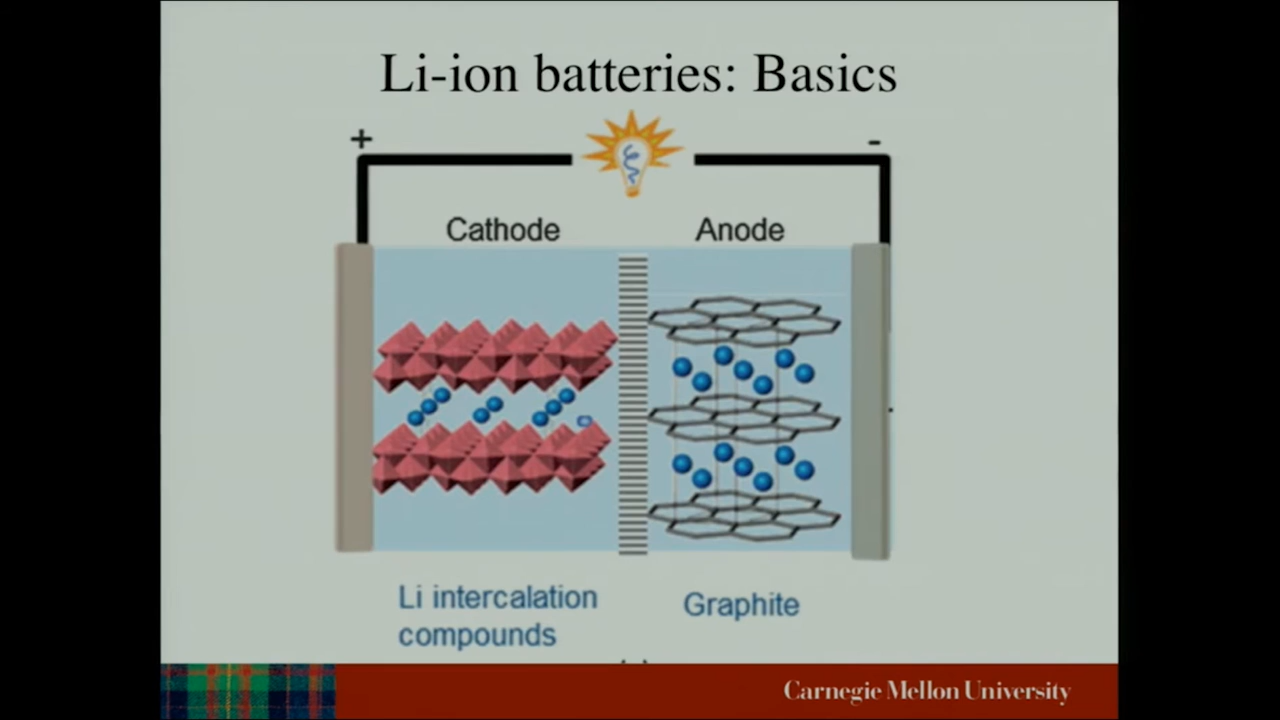 Li-ion batteries: Basics
+
-
Cathode
Anode
Li intercalation
compounds
Graphite
Carnegie Mellon University